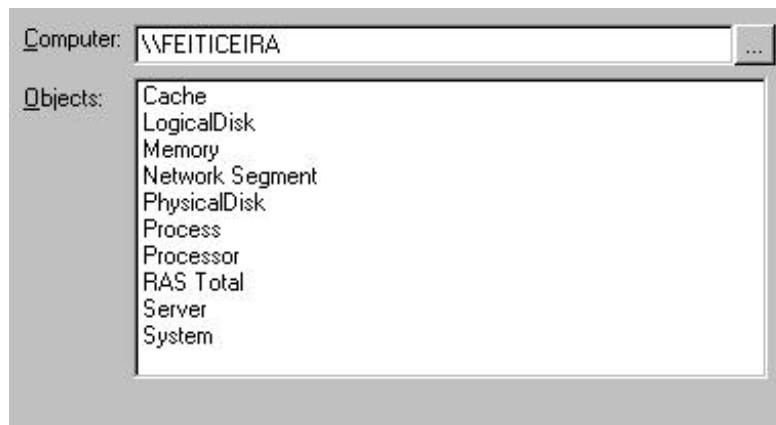 Computer: \\FEITICEIRA ...
Objects: Cache
LogicalDisk
Memory
Network Segment
PhysicalDisk
Process
Processor
RAS Total
Server
System